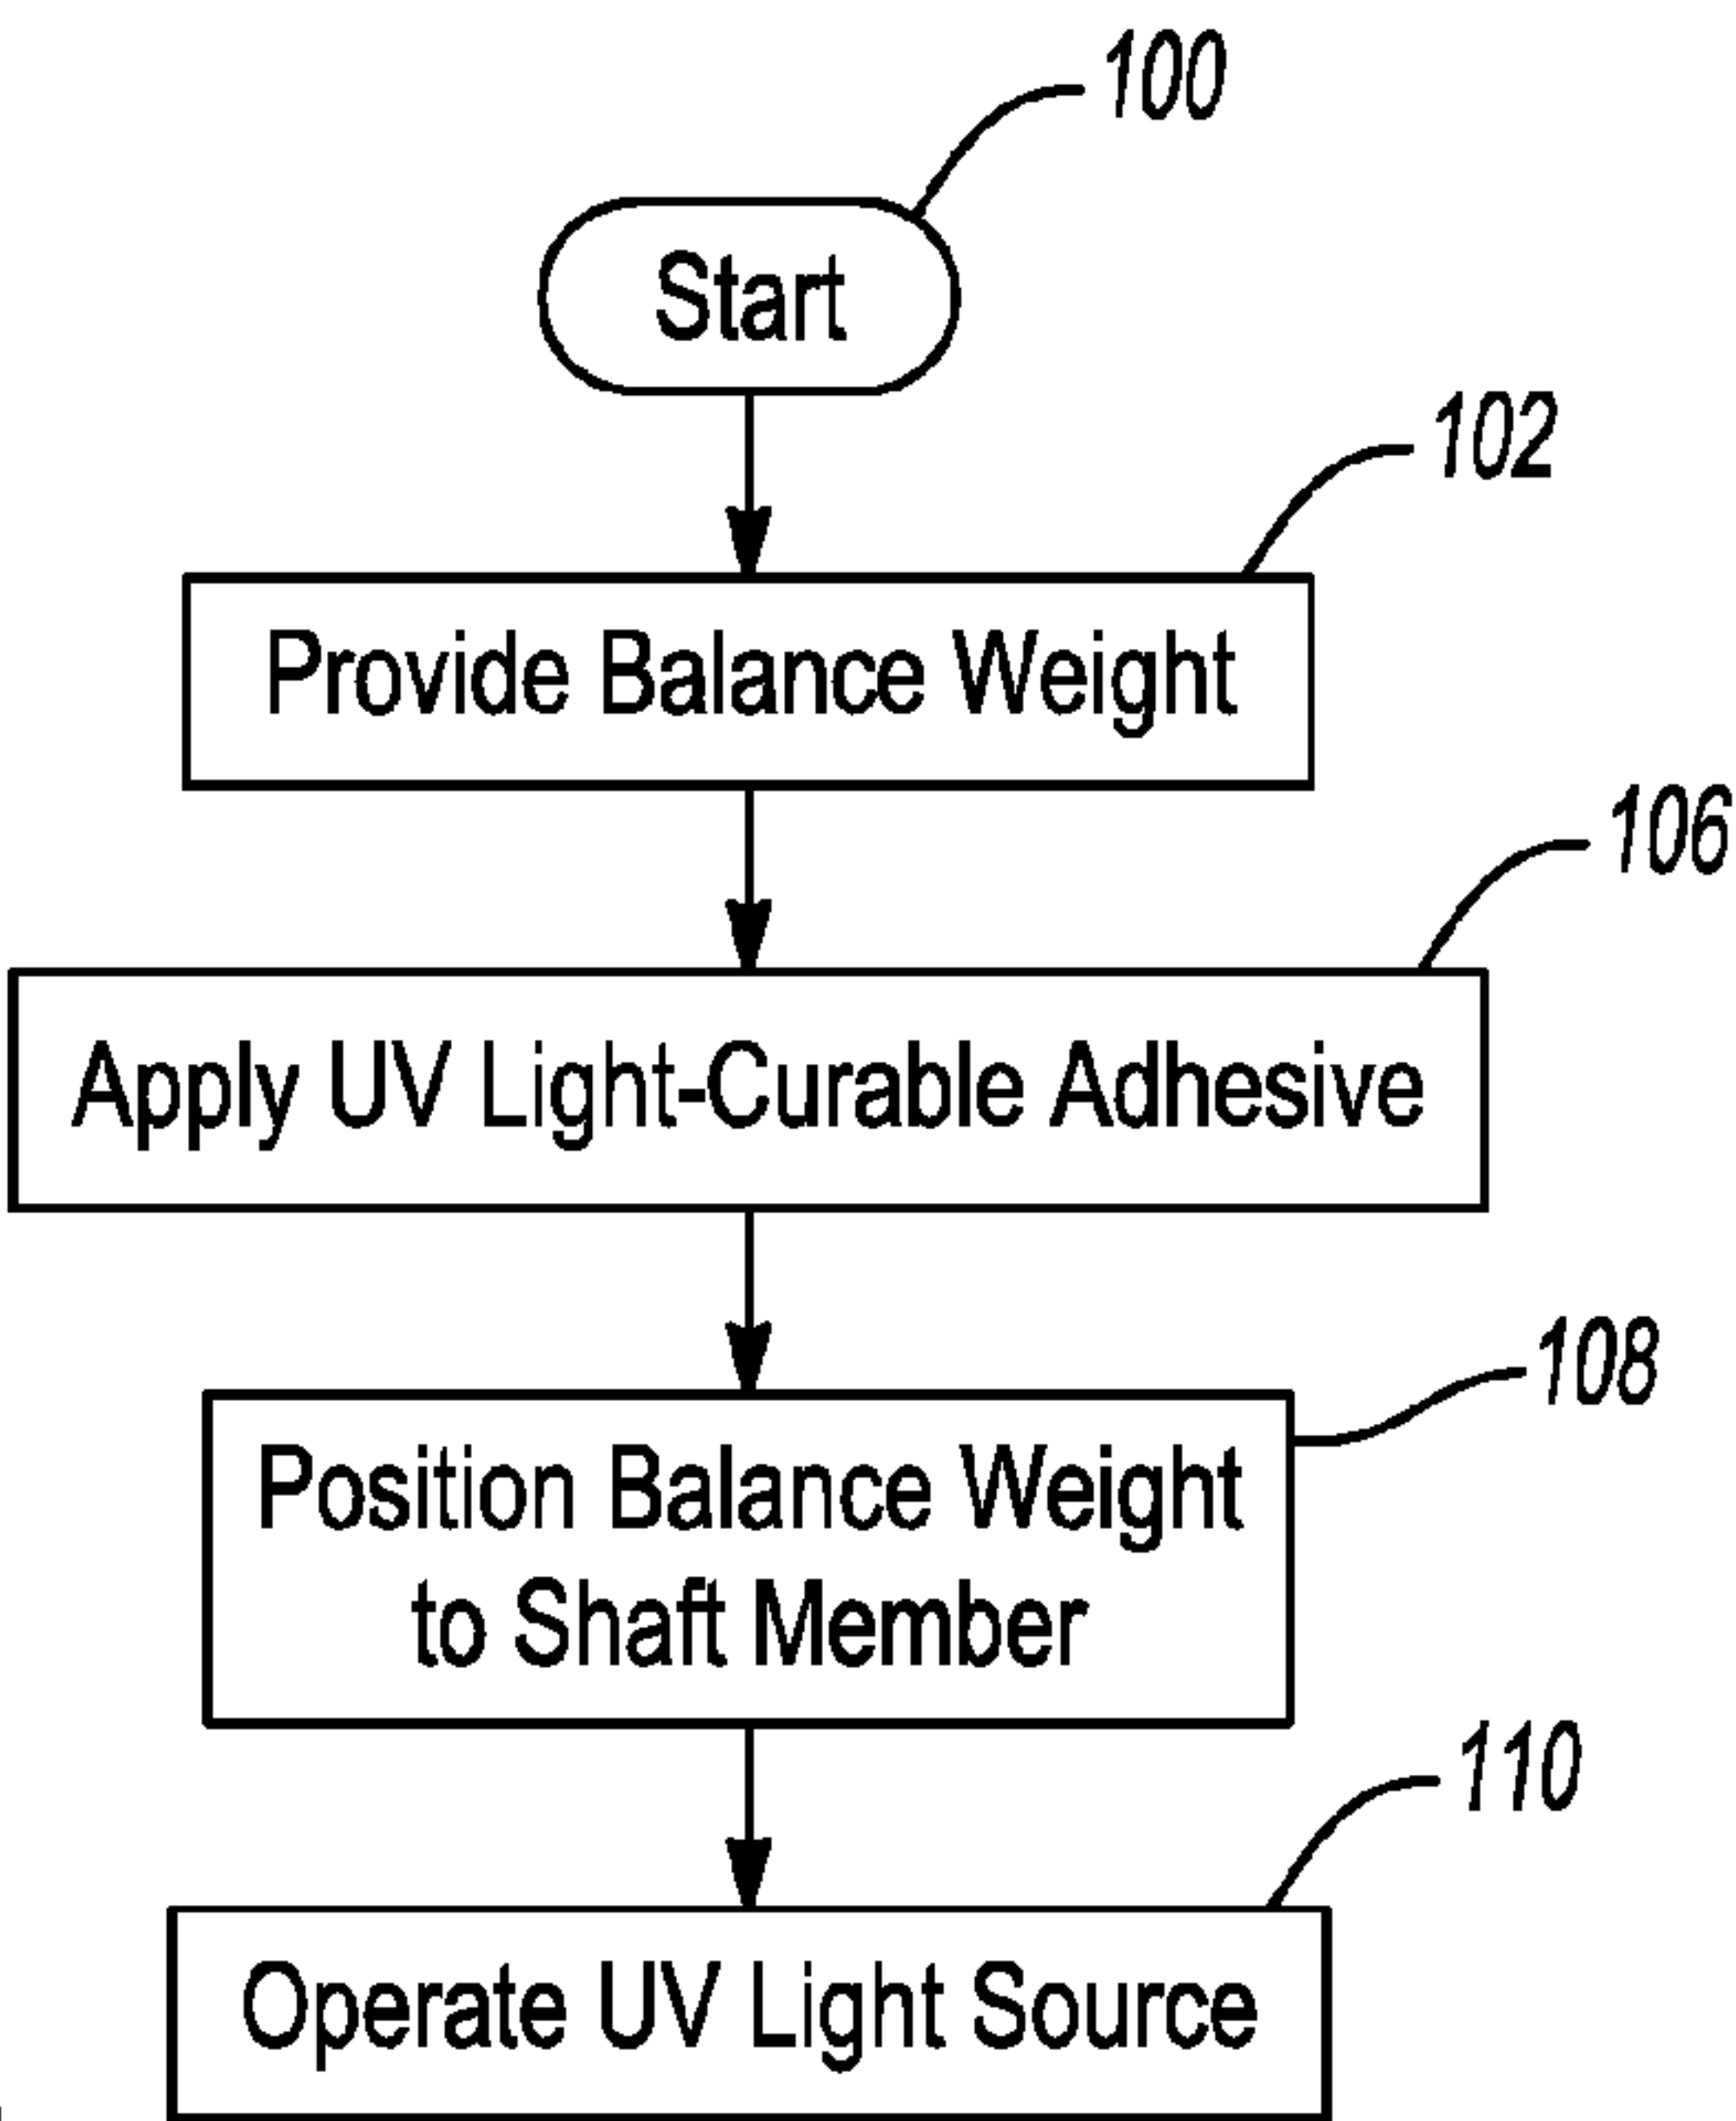 100
Start
102
Provide Balance Weight
106
Apply UV Light-Curable Adhesive
108
Position Balance Weight
to Shaft Member
110
Operate UV Light Source